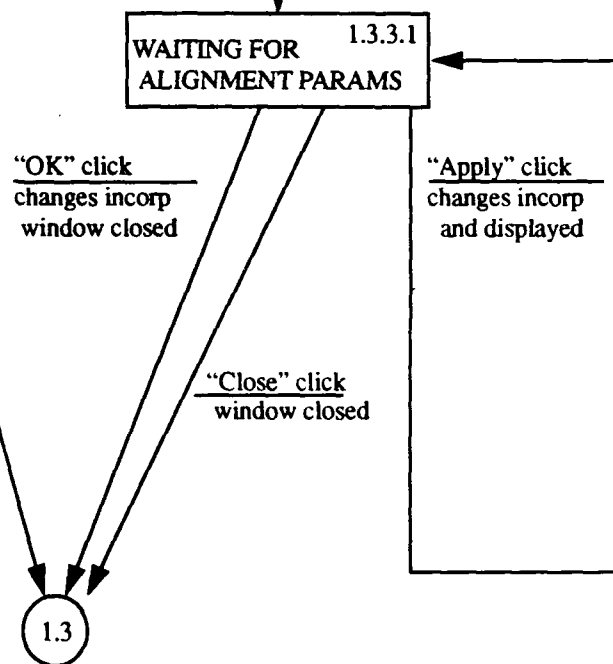 1.3.3.1
WAITING FOR
ALIGNMENT PARAMS
“OK” click
changes incorp
window closed
“Apply” click
changes incorp
and displayed
“Close” click
window closed
1.3